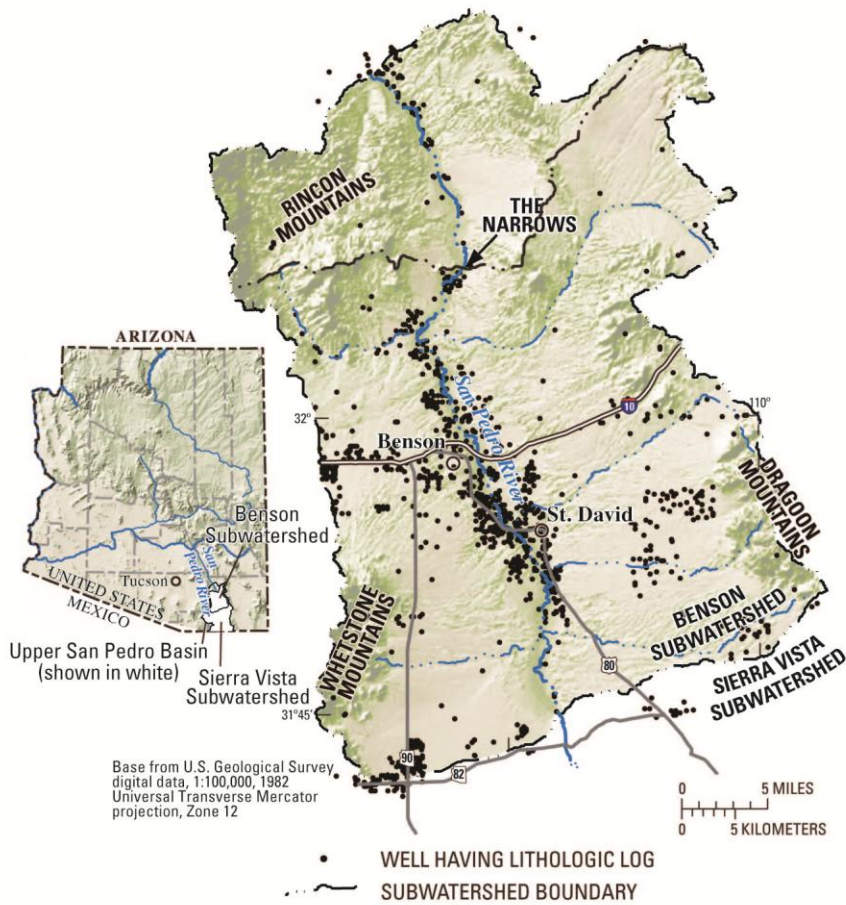 RINCON
MOUNTAINS
THE
NARROWS
ARIZONA
San Pedro River
32°
10
110°
Benson
DRAGOON
MOUNTAINS
St. David
Benson
Subwatershed
San
Pedro River
Tucson
UNITED STATES
MEXICO
Upper San Pedro Basin
(shown in white)
Sierra Vista
Subwatershed
WHETSTONE
MOUNTAINS
BENSON
SUBWATERSHED
SIERRA VISTA
SUBWATERSHED
80
31°45'
90
82
Base from U.S. Geological Survey
digital data, 1:100,000, 1982
Universal Transverse Mercator
projection, Zone 12
0 5 MILES
0 5 KILOMETERS
WELL HAVING LITHOLOGIC LOG
SUBWATERSHED BOUNDARY